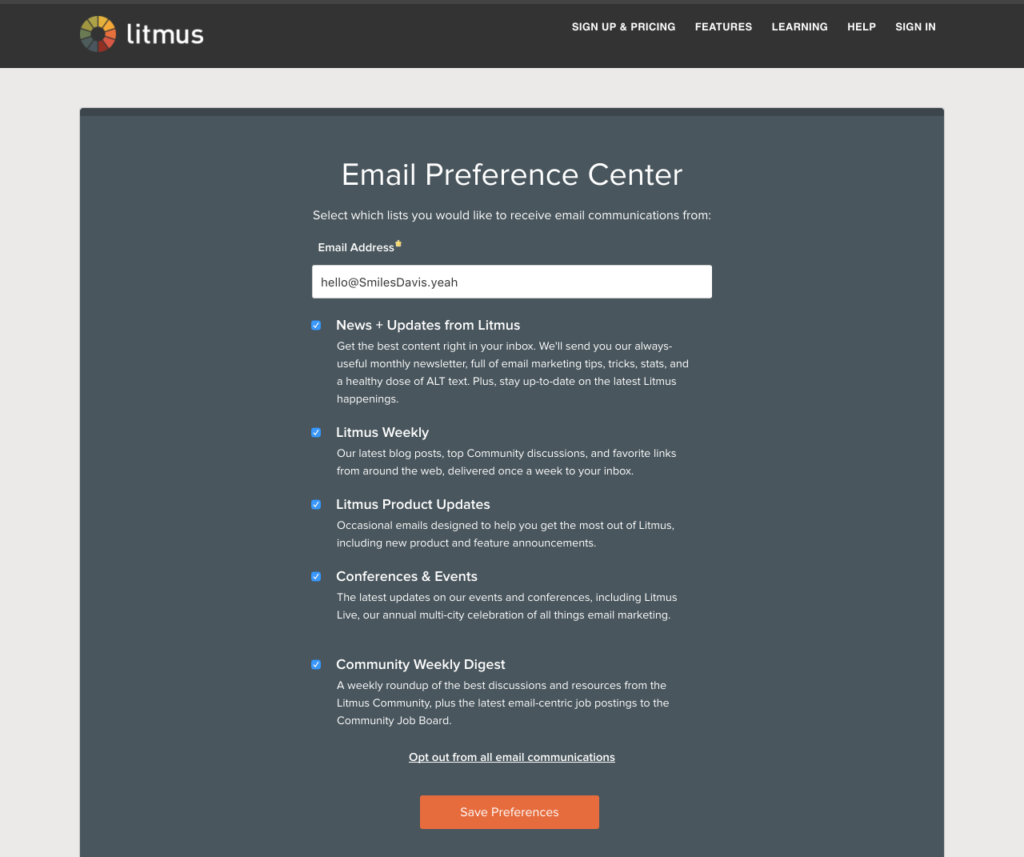 litmus
SIGN UP & PRICING FEATURES LEARNING HELP SIGN IN
Email Preference Center
Select which lists you would like to receive email communications from:
Email Address
hello@SmilesDavis.yeah
News + Updates from Litmus
Get the best content right in your inbox. We'll send you our always-
useful monthly newsletter, full of email marketing tips, tricks, stats, and
a healthy dose of ALT text. Plus, stay up-to-date on the latest Litmus
happenings.
Litmus Weekly
Our latest blog posts, top Community discussions, and favorite links
from around the web, delivered once a week to your inbox.
Litmus Product Updates
Occasional emails designed to help you get the most out of Litmus,
including new product and feature announcements.
Conferences & Events
The latest updates on our events and conferences, including Litmus
Live, our annual multi-city celebration of all things email marketing.
Community Weekly Digest
A weekly roundup of the best discussions and resources from the
Litmus Community, plus the latest email-centric job postings to the
Community Job Board.
Opt out from all email communications
Save Preferences